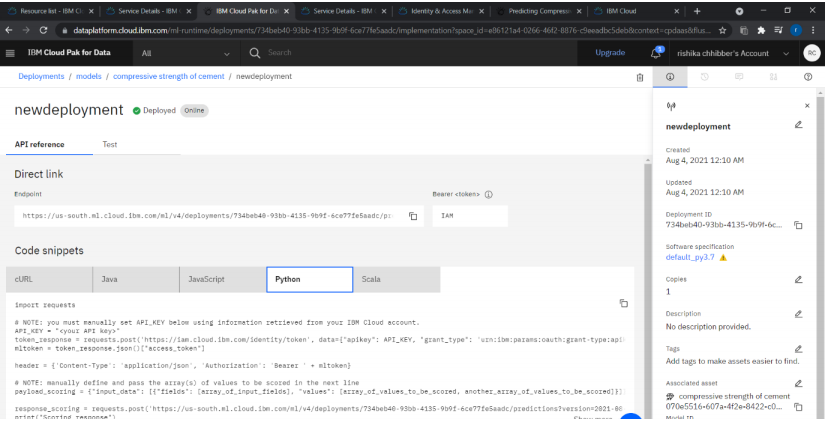 Resource list - IBM Cl
Service Details - IBM
IBM Cloud Pak for Dat
Service Details - IBM
Identity & Access Man
Predicting Compressi
IBM Cloud
dataplatform.cloud.ibm.com/ml-runtime/deployments/734beb40-93bb-4135-9b9f-6ce77fe5aadc/implementation?space_id=e86121a4-0266-46f2-8876-c9eeadbc5deb&context=cpdaas&flus...
IBM Cloud Pak for Data
All
Search
Upgrade
rishika chhibber's Account
RC
Deployments / models / compressive strength of cement / newdeployment
newdeployment
Deployed
Online
API reference
Test
Direct link
Endpoint
Bearer <token>
https://us-south.ml.cloud.ibm.com/ml/v4/deployments/734beb40-93bb-4135-9b9f-6ce77fe5aadc/p
IAM
Code snippets
cURL
Java
JavaScript
Python
Scala
import requests
# NOTE: you must manually set API_KEY below using information retrieved from your IBM Cloud account.
API_KEY = "<your API key>"
token_response = requests.post('https://iam.cloud.ibm.com/identity/token', data={"apikey": API_KEY, "grant_type": 'urn:ibm:params:oauth:grant-type:api
mltoken = token_response.json()["access_token"]
header = {'Content-Type': 'application/json', 'Authorization': 'Bearer ' + mltoken}
# NOTE: manually define and pass the array(s) of values to be scored in the next line
payload_scoring = {"input_data": [{"fields": [array_of_input_fields], "values": [array_of_values_to_be_scored, another_array_of_values_to_be_scored]}]
response_scoring = requests.post('https://us-south.ml.cloud.ibm.com/ml/v4/deployments/734beb40-93bb-4135-9b9f-6ce77fe5aadc/predictions?version=2021-08
print("Scoring response")
Show more
newdeployment
Created
Aug 4, 2021 12:10 AM
Updated
Aug 4, 2021 12:10 AM
Deployment ID
734beb40-93bb-4135-9b9f-6c...
Software specification
default_py3.7
Copies
1
Description
No description provided.
Tags
Add tags to make assets easier to find.
Associated asset
compressive strength of cement
070e5516-607a-4f2e-8422-c0...
Model ID